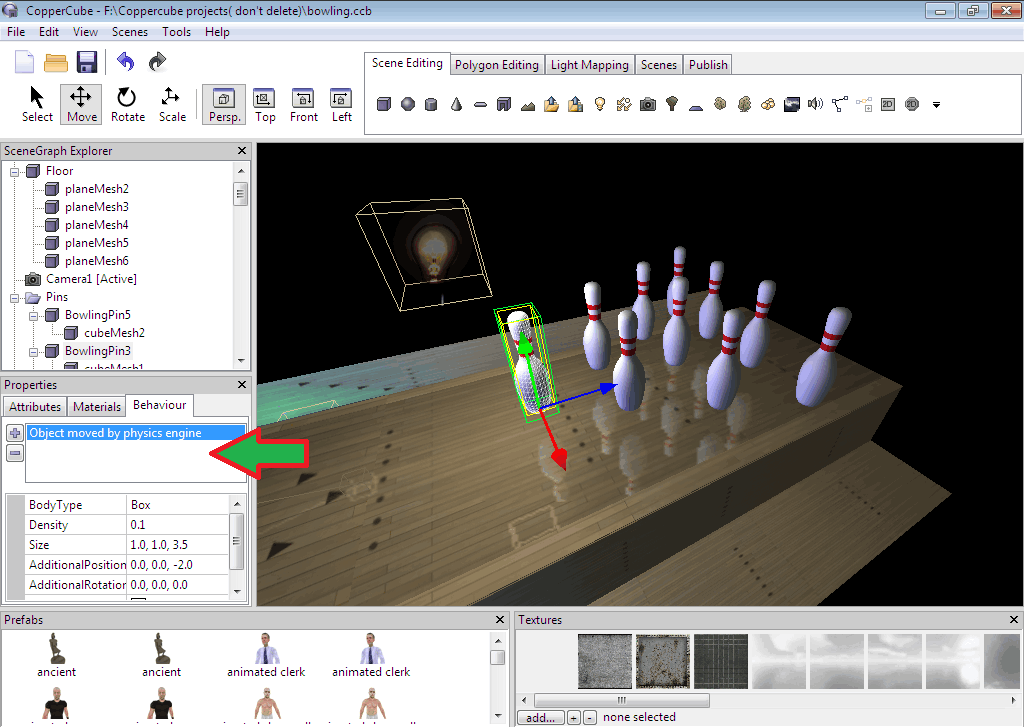 CopperCube - F:\Coppercube projects( don't delete)\bowling.ccb
File Edit View Scenes Tools Help
Scene Editing Polygon Editing Light Mapping Scenes Publish
Select Move Rotate Scale Persp. Top Front Left
SceneGraph Explorer
Floor
planeMesh2
planeMesh3
planeMesh4
planeMesh5
planeMesh6
Camera1 [Active]
Pins
BowlingPin5
cubeMesh2
BowlingPin3
cubeMesh1
Properties
Attributes Materials Behaviour
Object moved by physics engine
BodyType Box
Density 0.1
Size 1.0, 1.0, 3.5
AdditionalPosition 0.0, 0.0, -2.0
AdditionalRotation 0.0, 0.0, 0.0
Prefabs
ancient ancient animated clerk animated clerk
Textures
add... + - none selected